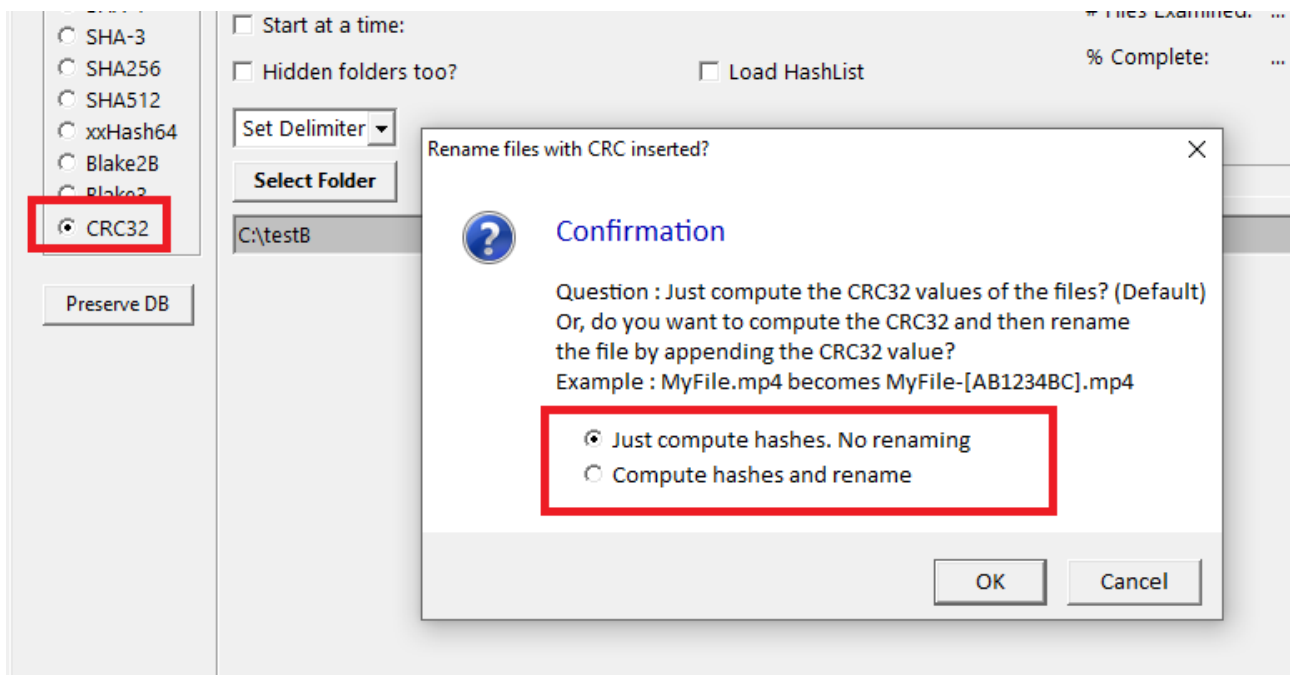 SHA-3
SHA256
SHA512
xxHash64
Blake2B
Blake3
CRC32
Preserve DB
Start at a time:
Hidden folders too?
Load HashList
# Files Examined: ...
% Complete: ...
Set Delimiter
Select Folder
C:\testB
Rename files with CRC inserted?
Confirmation
Question : Just compute the CRC32 values of the files? (Default)
Or, do you want to compute the CRC32 and then rename
the file by appending the CRC32 value?
Example : MyFile.mp4 becomes MyFile-[AB1234BC].mp4
Just compute hashes. No renaming
Compute hashes and rename
OK
Cancel